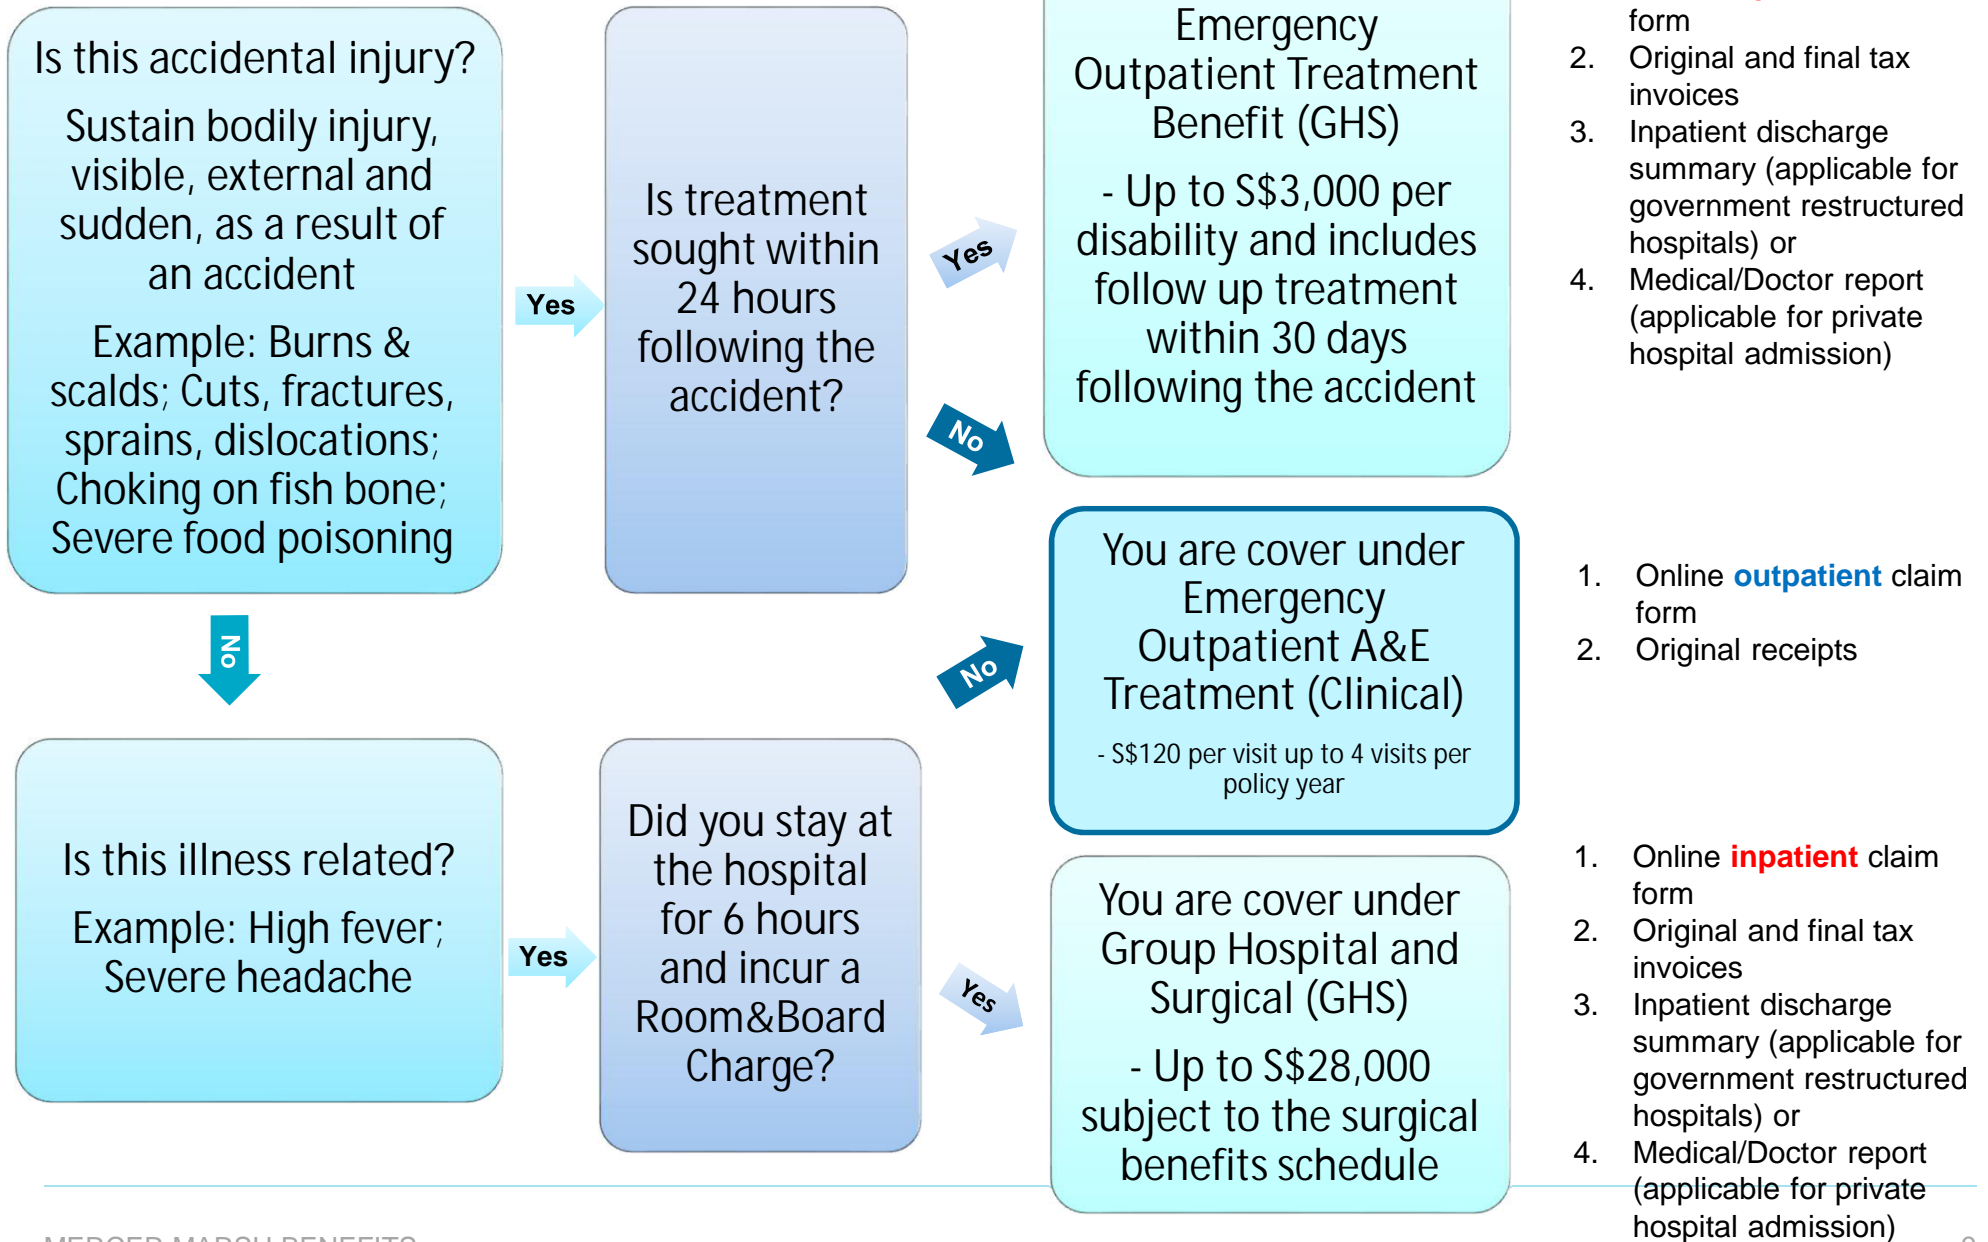 Is this accidental injury?
Sustain bodily injury,
visible, external and
sudden, as a result of
an accident
Example: Burns &
scalds; Cuts, fractures,
sprains, dislocations;
Choking on fish bone;
Severe food poisoning
Yes
Is treatment
sought within
24 hours
following the
accident?
Yes
No
Emergency
Outpatient Treatment
Benefit (GHS)
- Up to S$3,000 per
disability and includes
follow up treatment
within 30 days
following the accident
form
2. Original and final tax
invoices
3. Inpatient discharge
summary (applicable for
government restructured
hospitals) or
4. Medical/Doctor report
(applicable for private
hospital admission)
No
Is this illness related?
Example: High fever;
Severe headache
Yes
Did you stay at
the hospital
for 6 hours
and incur a
Room&Board
Charge?
No
Yes
You are cover under
Emergency
Outpatient A&E
Treatment (Clinical)
- S$120 per visit up to 4 visits per
policy year
1. Online outpatient claim
form
2. Original receipts
You are cover under
Group Hospital and
Surgical (GHS)
- Up to S$28,000
subject to the surgical
benefits schedule
1. Online inpatient claim
form
2. Original and final tax
invoices
3. Inpatient discharge
summary (applicable for
government restructured
hospitals) or
4. Medical/Doctor report
(applicable for private
hospital admission)
MERCER MARSH BENEFITS